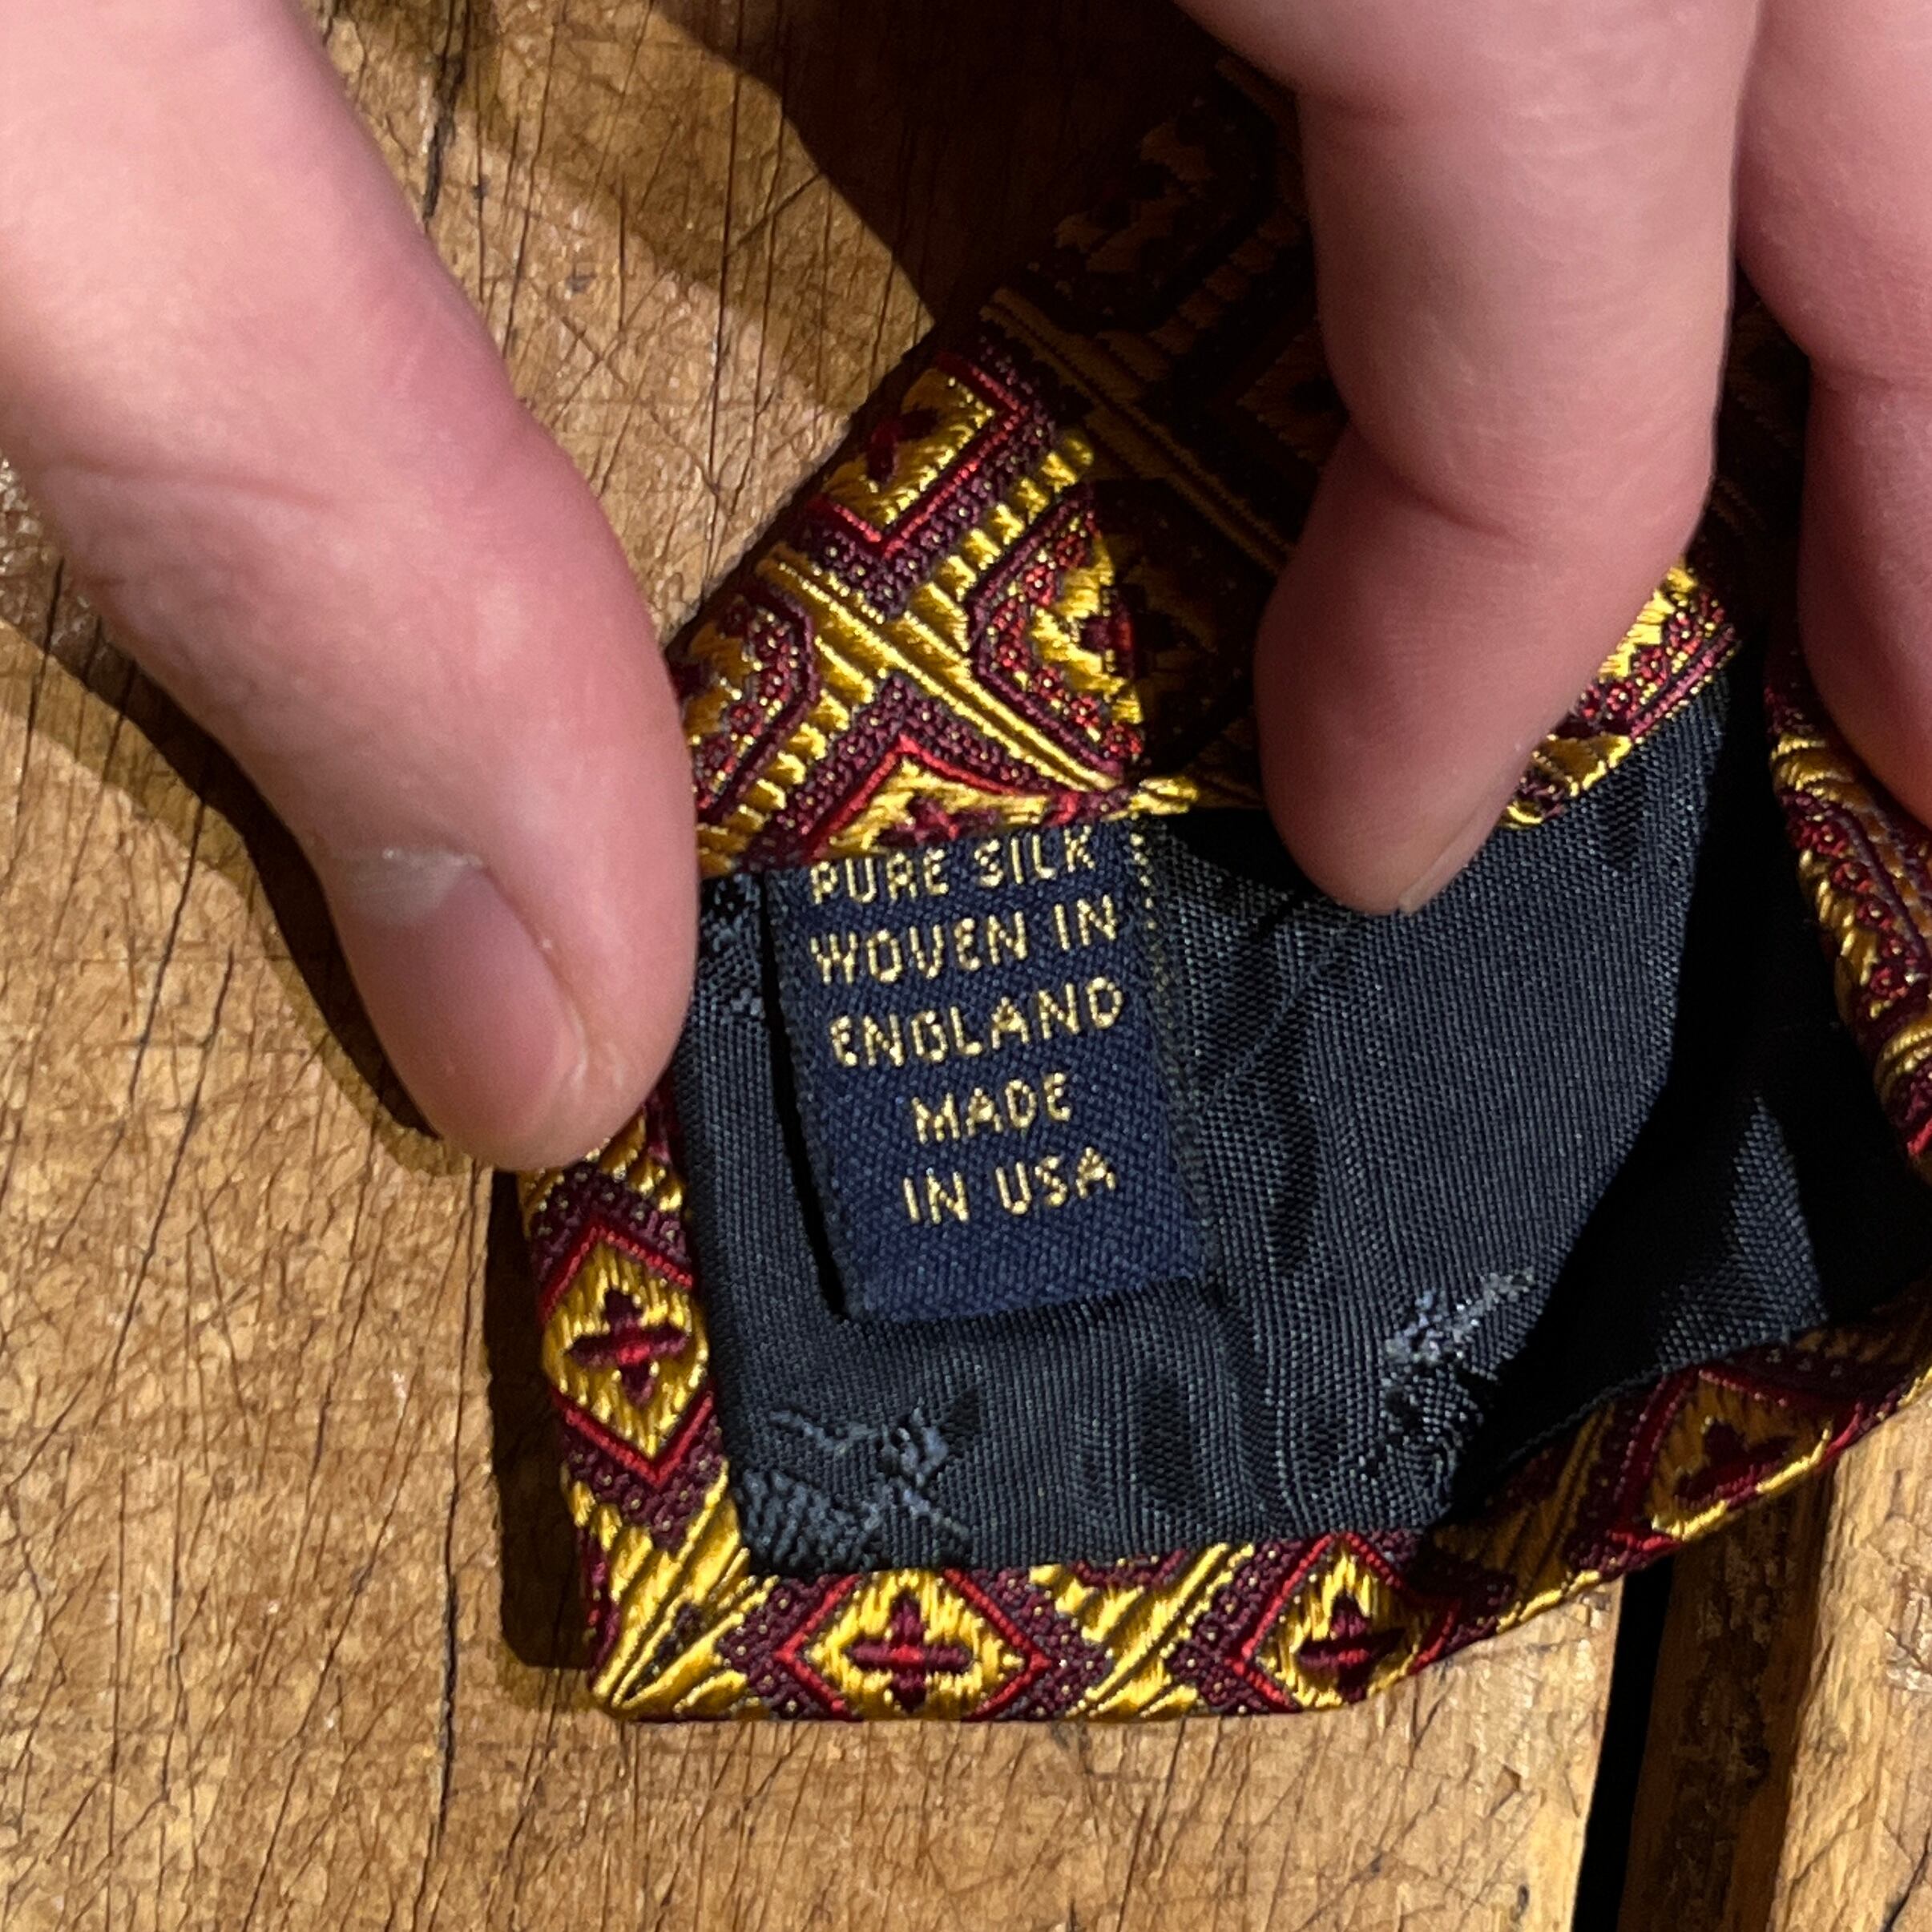 PURE SILK
WOVEN IN
ENGLAND
MADE
IN USA